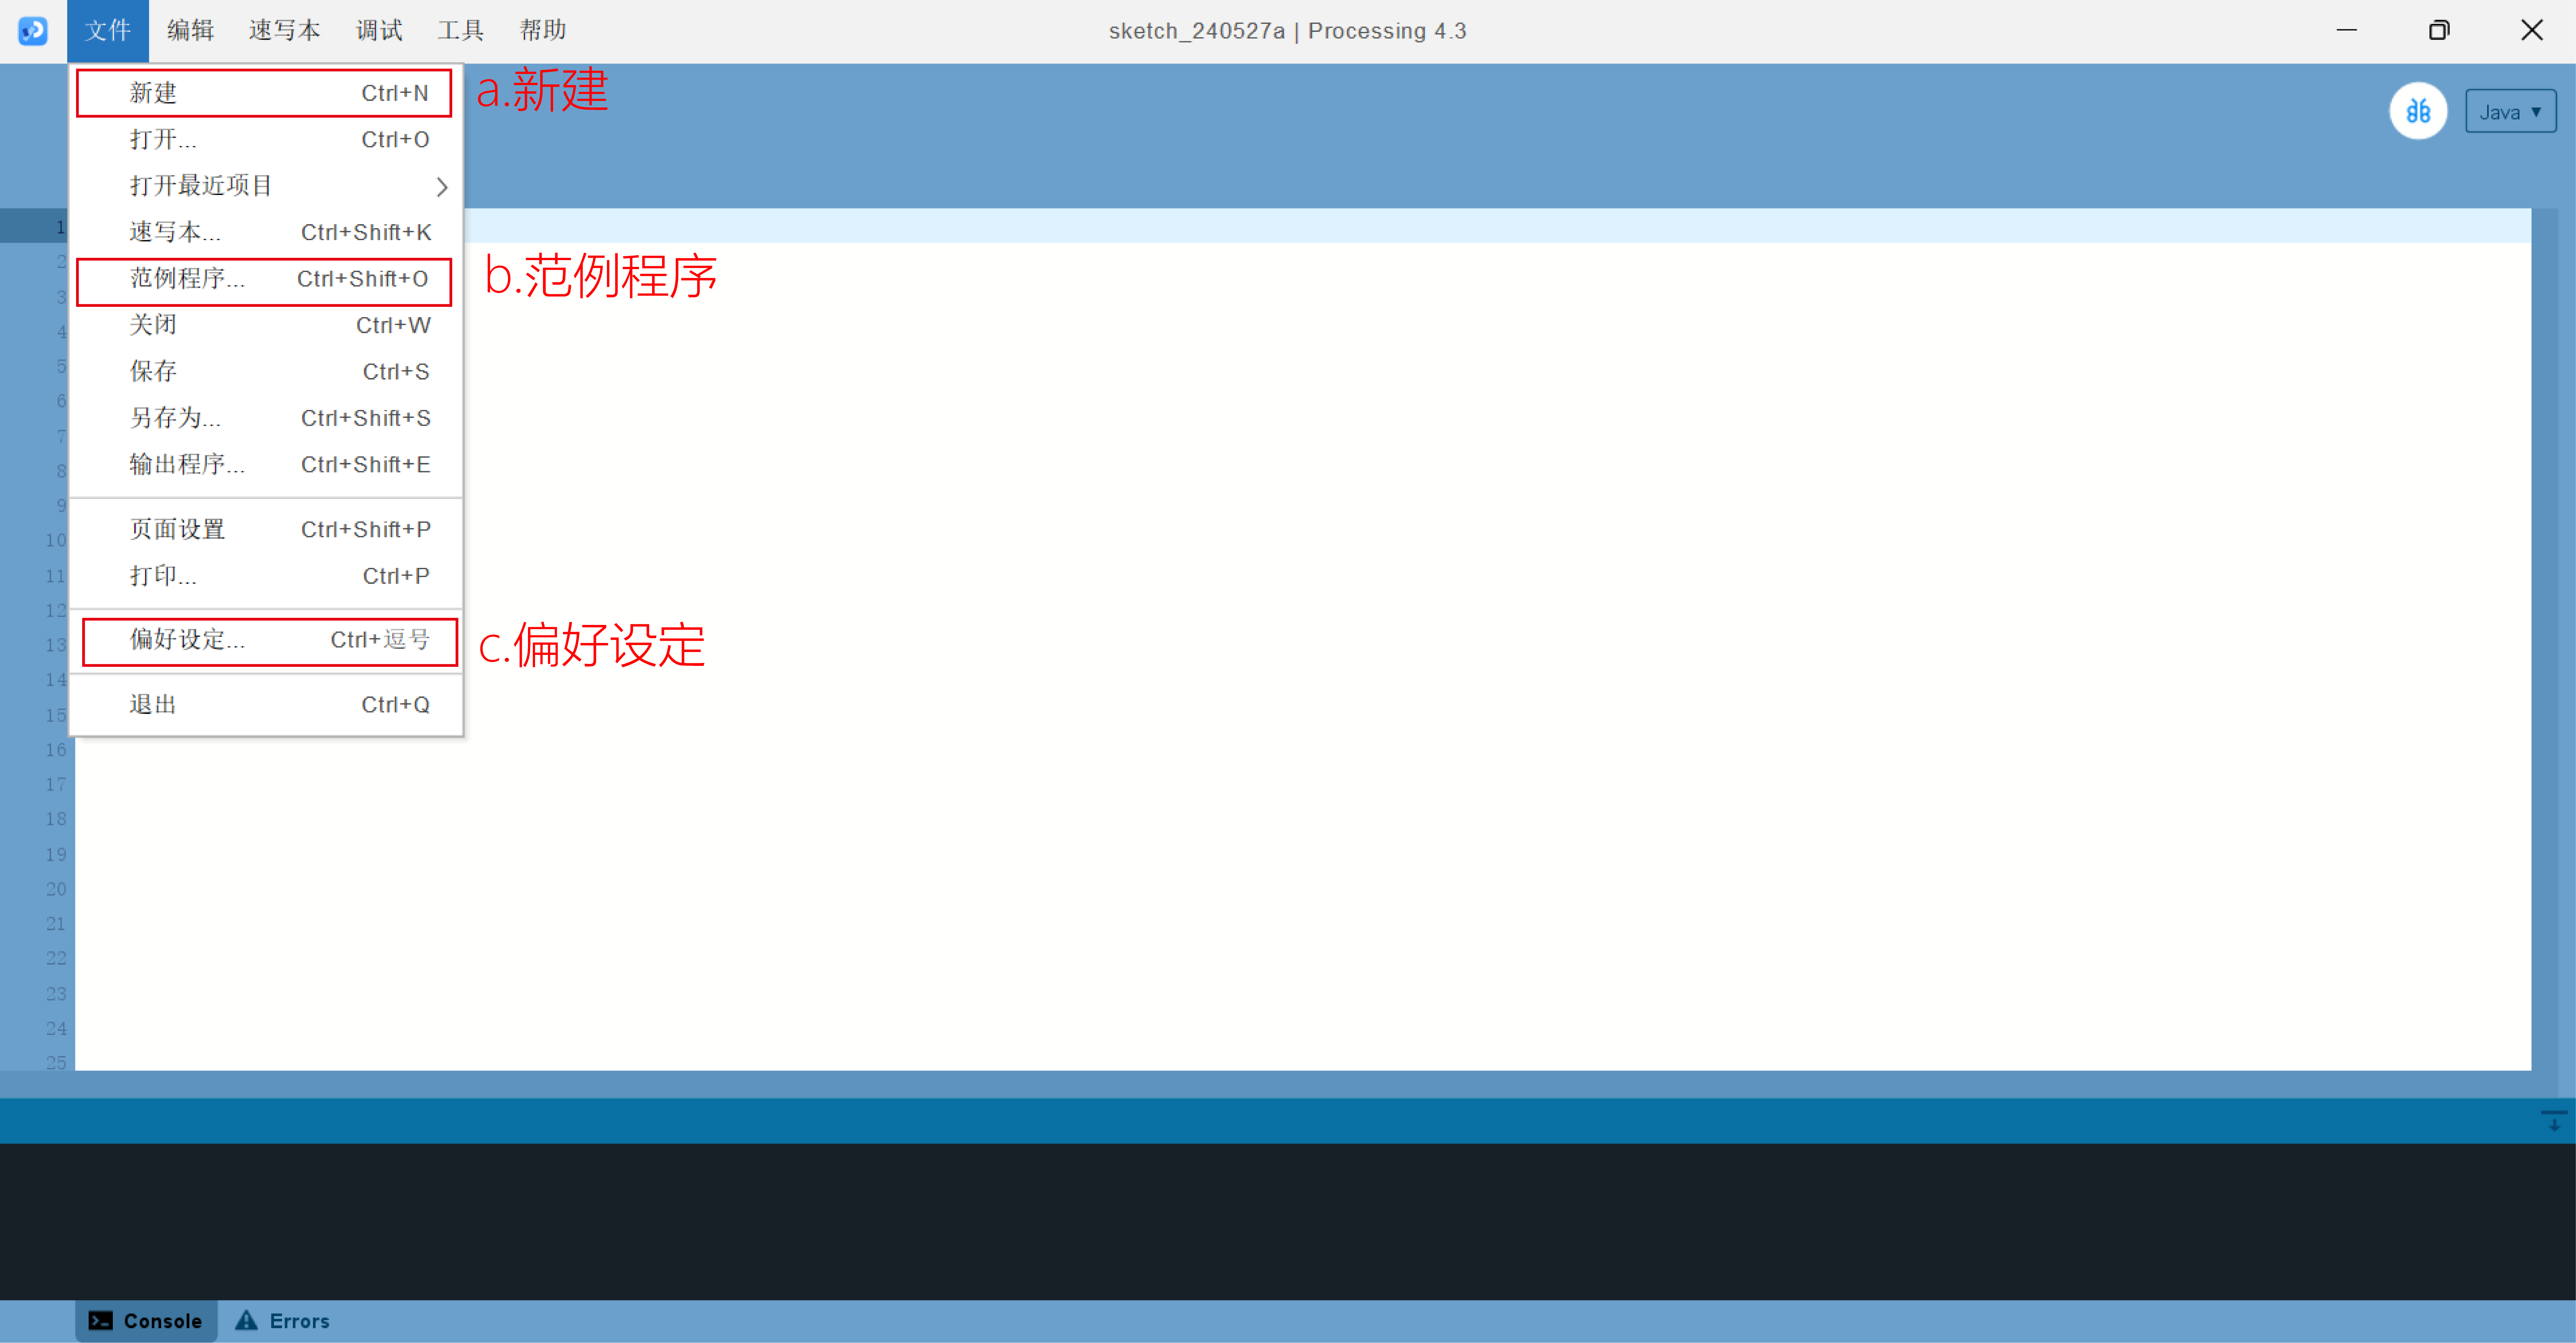 文件 编辑 速写本 调试 工具 帮助 sketch_240527a | Processing 4.3
新建 Ctrl+N a.新建
Java ▼
打开... Ctrl+O
打开最近项目
速写本... Ctrl+Shift+K
范例程序... Ctrl+Shift+O b.范例程序
关闭 Ctrl+W
保存 Ctrl+S
另存为... Ctrl+Shift+S
输出程序... Ctrl+Shift+E
页面设置 Ctrl+Shift+P
打印... Ctrl+P
偏好设定... Ctrl+逗号 c.偏好设定
退出 Ctrl+Q
1
2
3
4
5
6
7
8
9
10
11
12
13
14
15
16
17
18
19
20
21
22
23
24
25
Console Errors